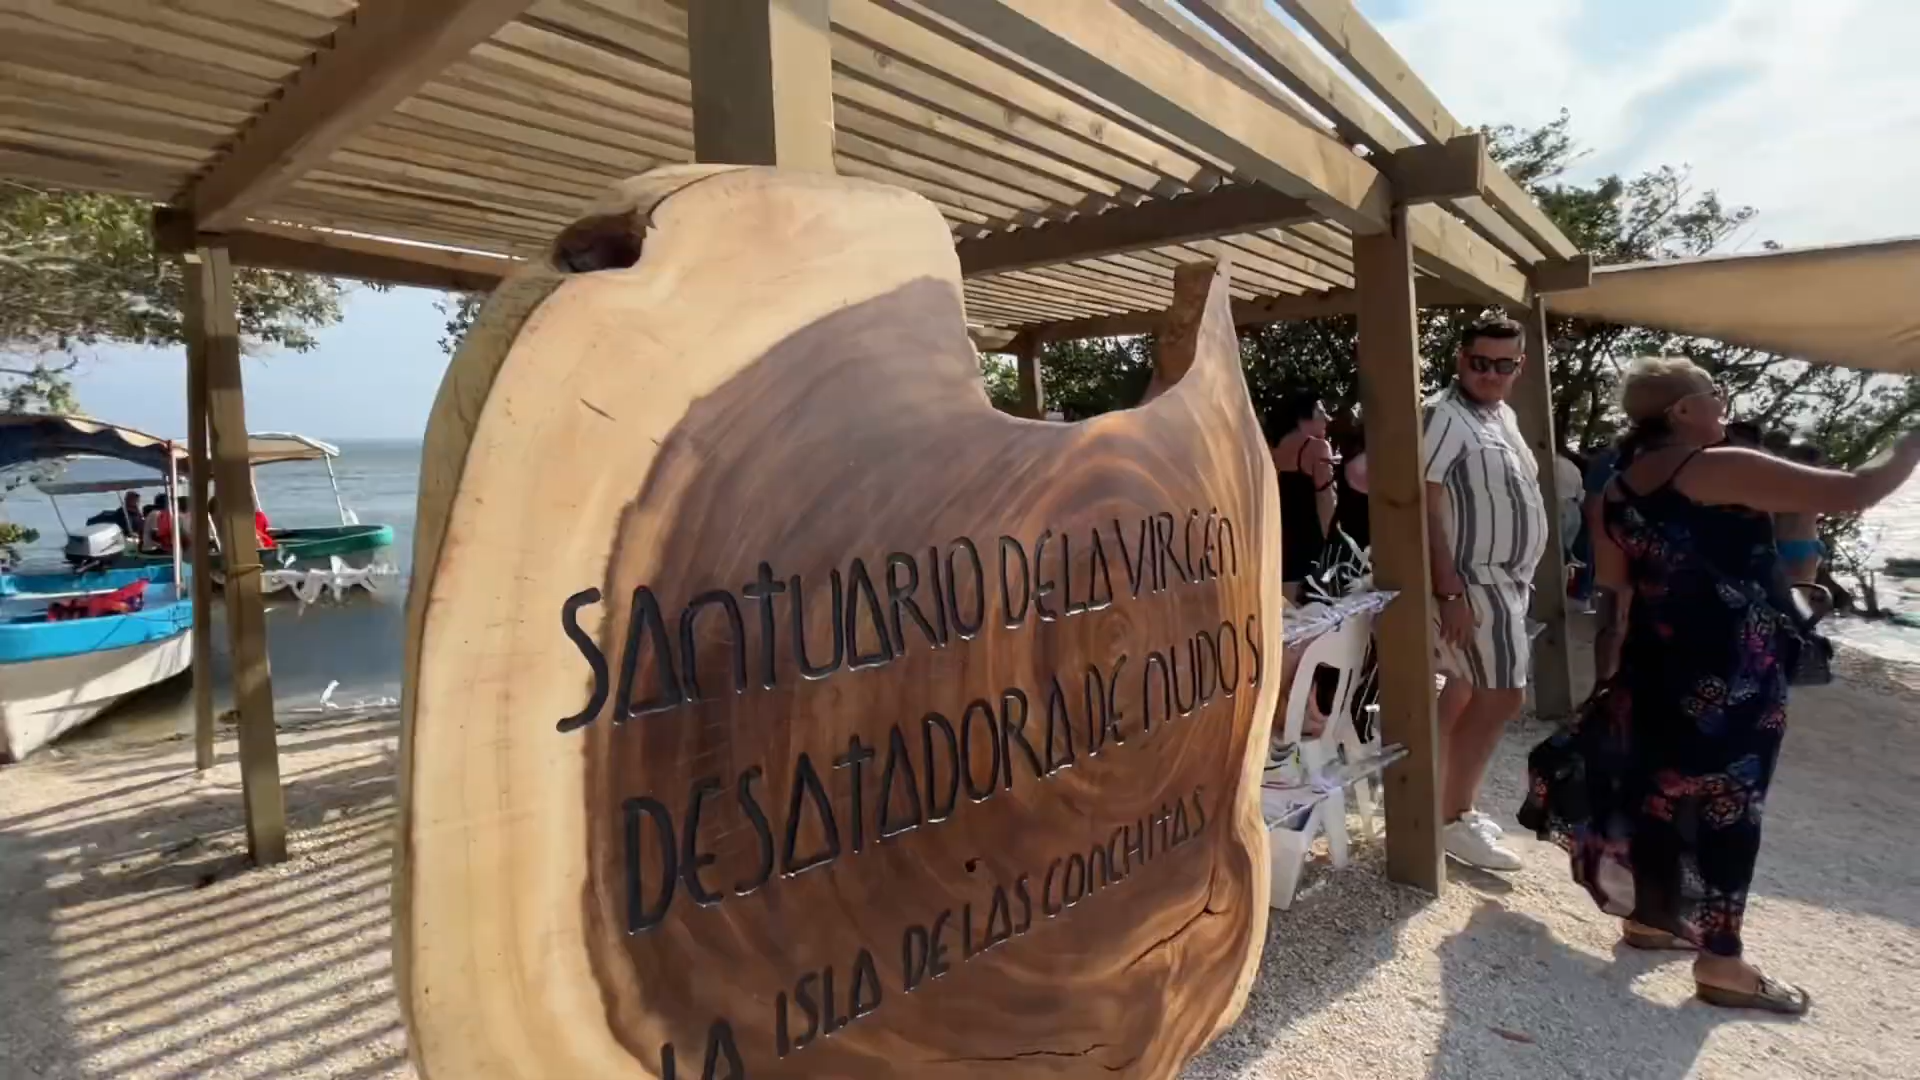 SANTUARIO DE LA VIRGEN
DESATADORA DE NUDOS
LA ISLA DE LAS CONCHITAS